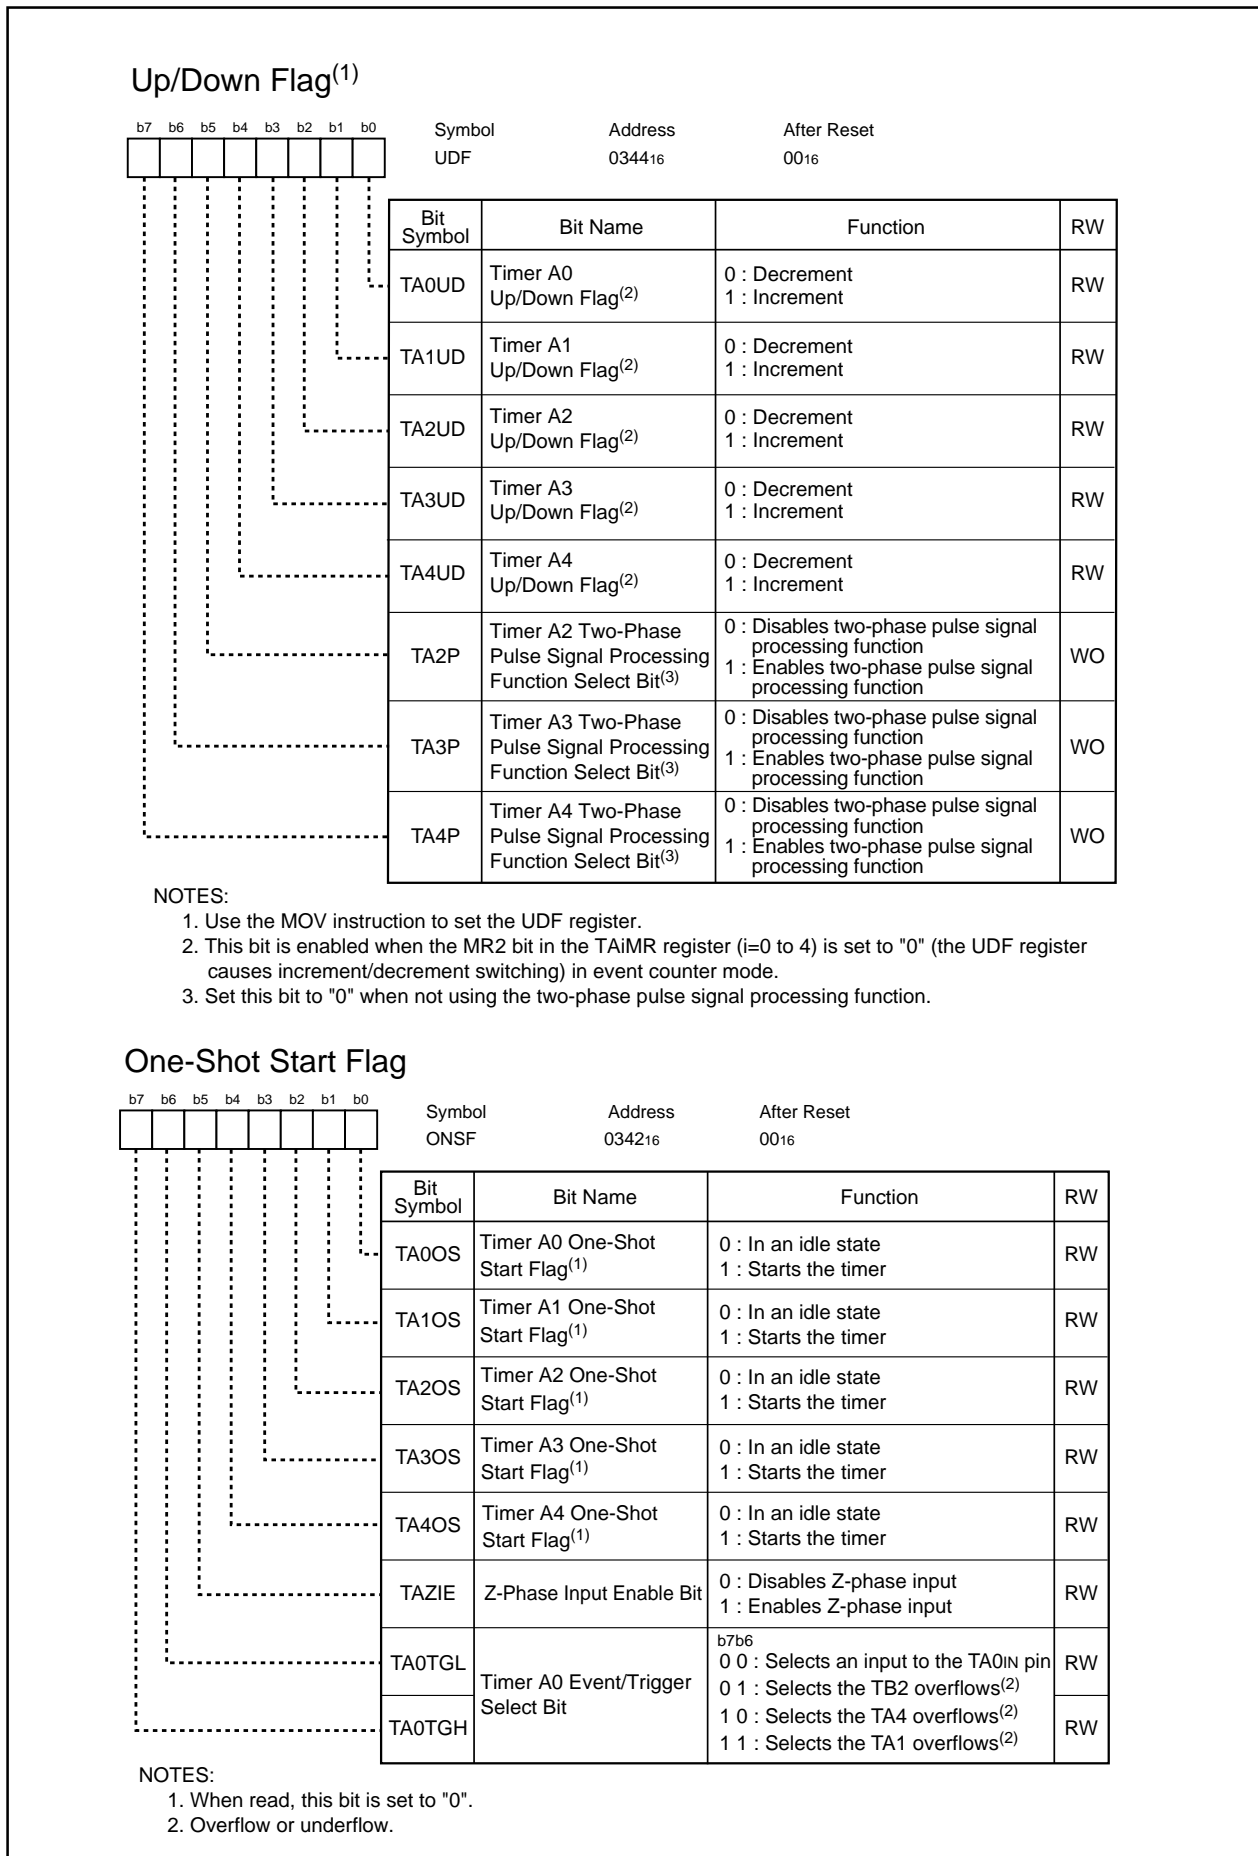 Up/Down Flag(1)
b7 b6 b5 b4 b3 b2 b1 b0
Symbol Address After Reset
UDF 034416 0016
Bit Symbol Bit Name Function RW
TA0UD Timer A0 Up/Down Flag(2) 0 : Decrement 1 : Increment RW
TA1UD Timer A1 Up/Down Flag(2) 0 : Decrement 1 : Increment RW
TA2UD Timer A2 Up/Down Flag(2) 0 : Decrement 1 : Increment RW
TA3UD Timer A3 Up/Down Flag(2) 0 : Decrement 1 : Increment RW
TA4UD Timer A4 Up/Down Flag(2) 0 : Decrement 1 : Increment RW
TA2P Timer A2 Two-Phase Pulse Signal Processing Function Select Bit(3) 0 : Disables two-phase pulse signal processing function 1 : Enables two-phase pulse signal processing function WO
TA3P Timer A3 Two-Phase Pulse Signal Processing Function Select Bit(3) 0 : Disables two-phase pulse signal processing function 1 : Enables two-phase pulse signal processing function WO
TA4P Timer A4 Two-Phase Pulse Signal Processing Function Select Bit(3) 0 : Disables two-phase pulse signal processing function 1 : Enables two-phase pulse signal processing function WO
NOTES:
1. Use the MOV instruction to set the UDF register.
2. This bit is enabled when the MR2 bit in the TAiMR register (i=0 to 4) is set to "0" (the UDF register
causes increment/decrement switching) in event counter mode.
3. Set this bit to "0" when not using the two-phase pulse signal processing function.
One-Shot Start Flag
b7 b6 b5 b4 b3 b2 b1 b0
Symbol Address After Reset
ONSF 034216 0016
Bit Symbol Bit Name Function RW
TA0OS Timer A0 One-Shot Start Flag(1) 0 : In an idle state 1 : Starts the timer RW
TA1OS Timer A1 One-Shot Start Flag(1) 0 : In an idle state 1 : Starts the timer RW
TA2OS Timer A2 One-Shot Start Flag(1) 0 : In an idle state 1 : Starts the timer RW
TA3OS Timer A3 One-Shot Start Flag(1) 0 : In an idle state 1 : Starts the timer RW
TA4OS Timer A4 One-Shot Start Flag(1) 0 : In an idle state 1 : Starts the timer RW
TAZIE Z-Phase Input Enable Bit 0 : Disables Z-phase input 1 : Enables Z-phase input RW
TA0TGL Timer A0 Event/Trigger Select Bit b7b6 0 0 : Selects an input to the TA0IN pin RW
0 1 : Selects the TB2 overflows(2)
TA0TGH 1 0 : Selects the TA4 overflows(2) RW
1 1 : Selects the TA1 overflows(2)
NOTES:
1. When read, this bit is set to "0".
2. Overflow or underflow.